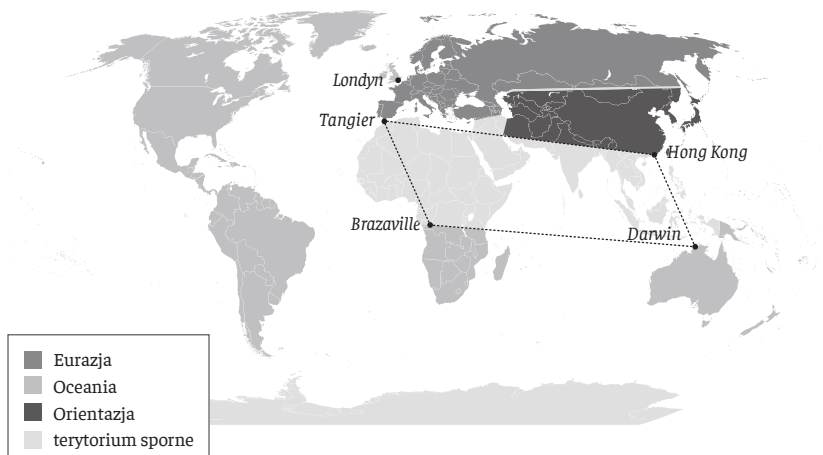 Londyn
Tangier
Hong Kong
Brazaville
Darwin
Eurazja
Oceania
Orientazja
terytorium sporne